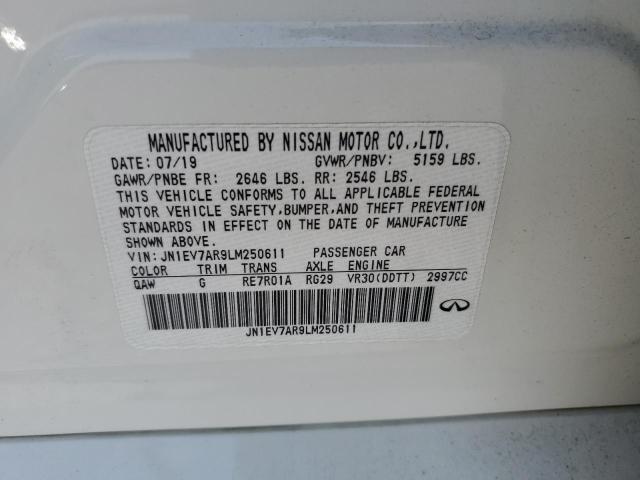 MANUFACTURED BY NISSAN MOTOR CO.,LTD.
DATE: 07/19 GVWR/PNBV: 5159 LBS.
GAWR/PNBE FR: 2646 LBS. RR: 2546 LBS.
THIS VEHICLE CONFORMS TO ALL APPLICABLE FEDERAL
MOTOR VEHICLE SAFETY,BUMPER,AND THEFT PREVENTION
STANDARDS IN EFFECT ON THE DATE OF MANUFACTURE
SHOWN ABOVE.
VIN: JN1EV7AR9LM250611 PASSENGER CAR
COLOR TRIM TRANS AXLE ENGINE
QAW G RE7R01A RG29 VR30(DDTT) 2997CC
JN1EV7AR9LM250611